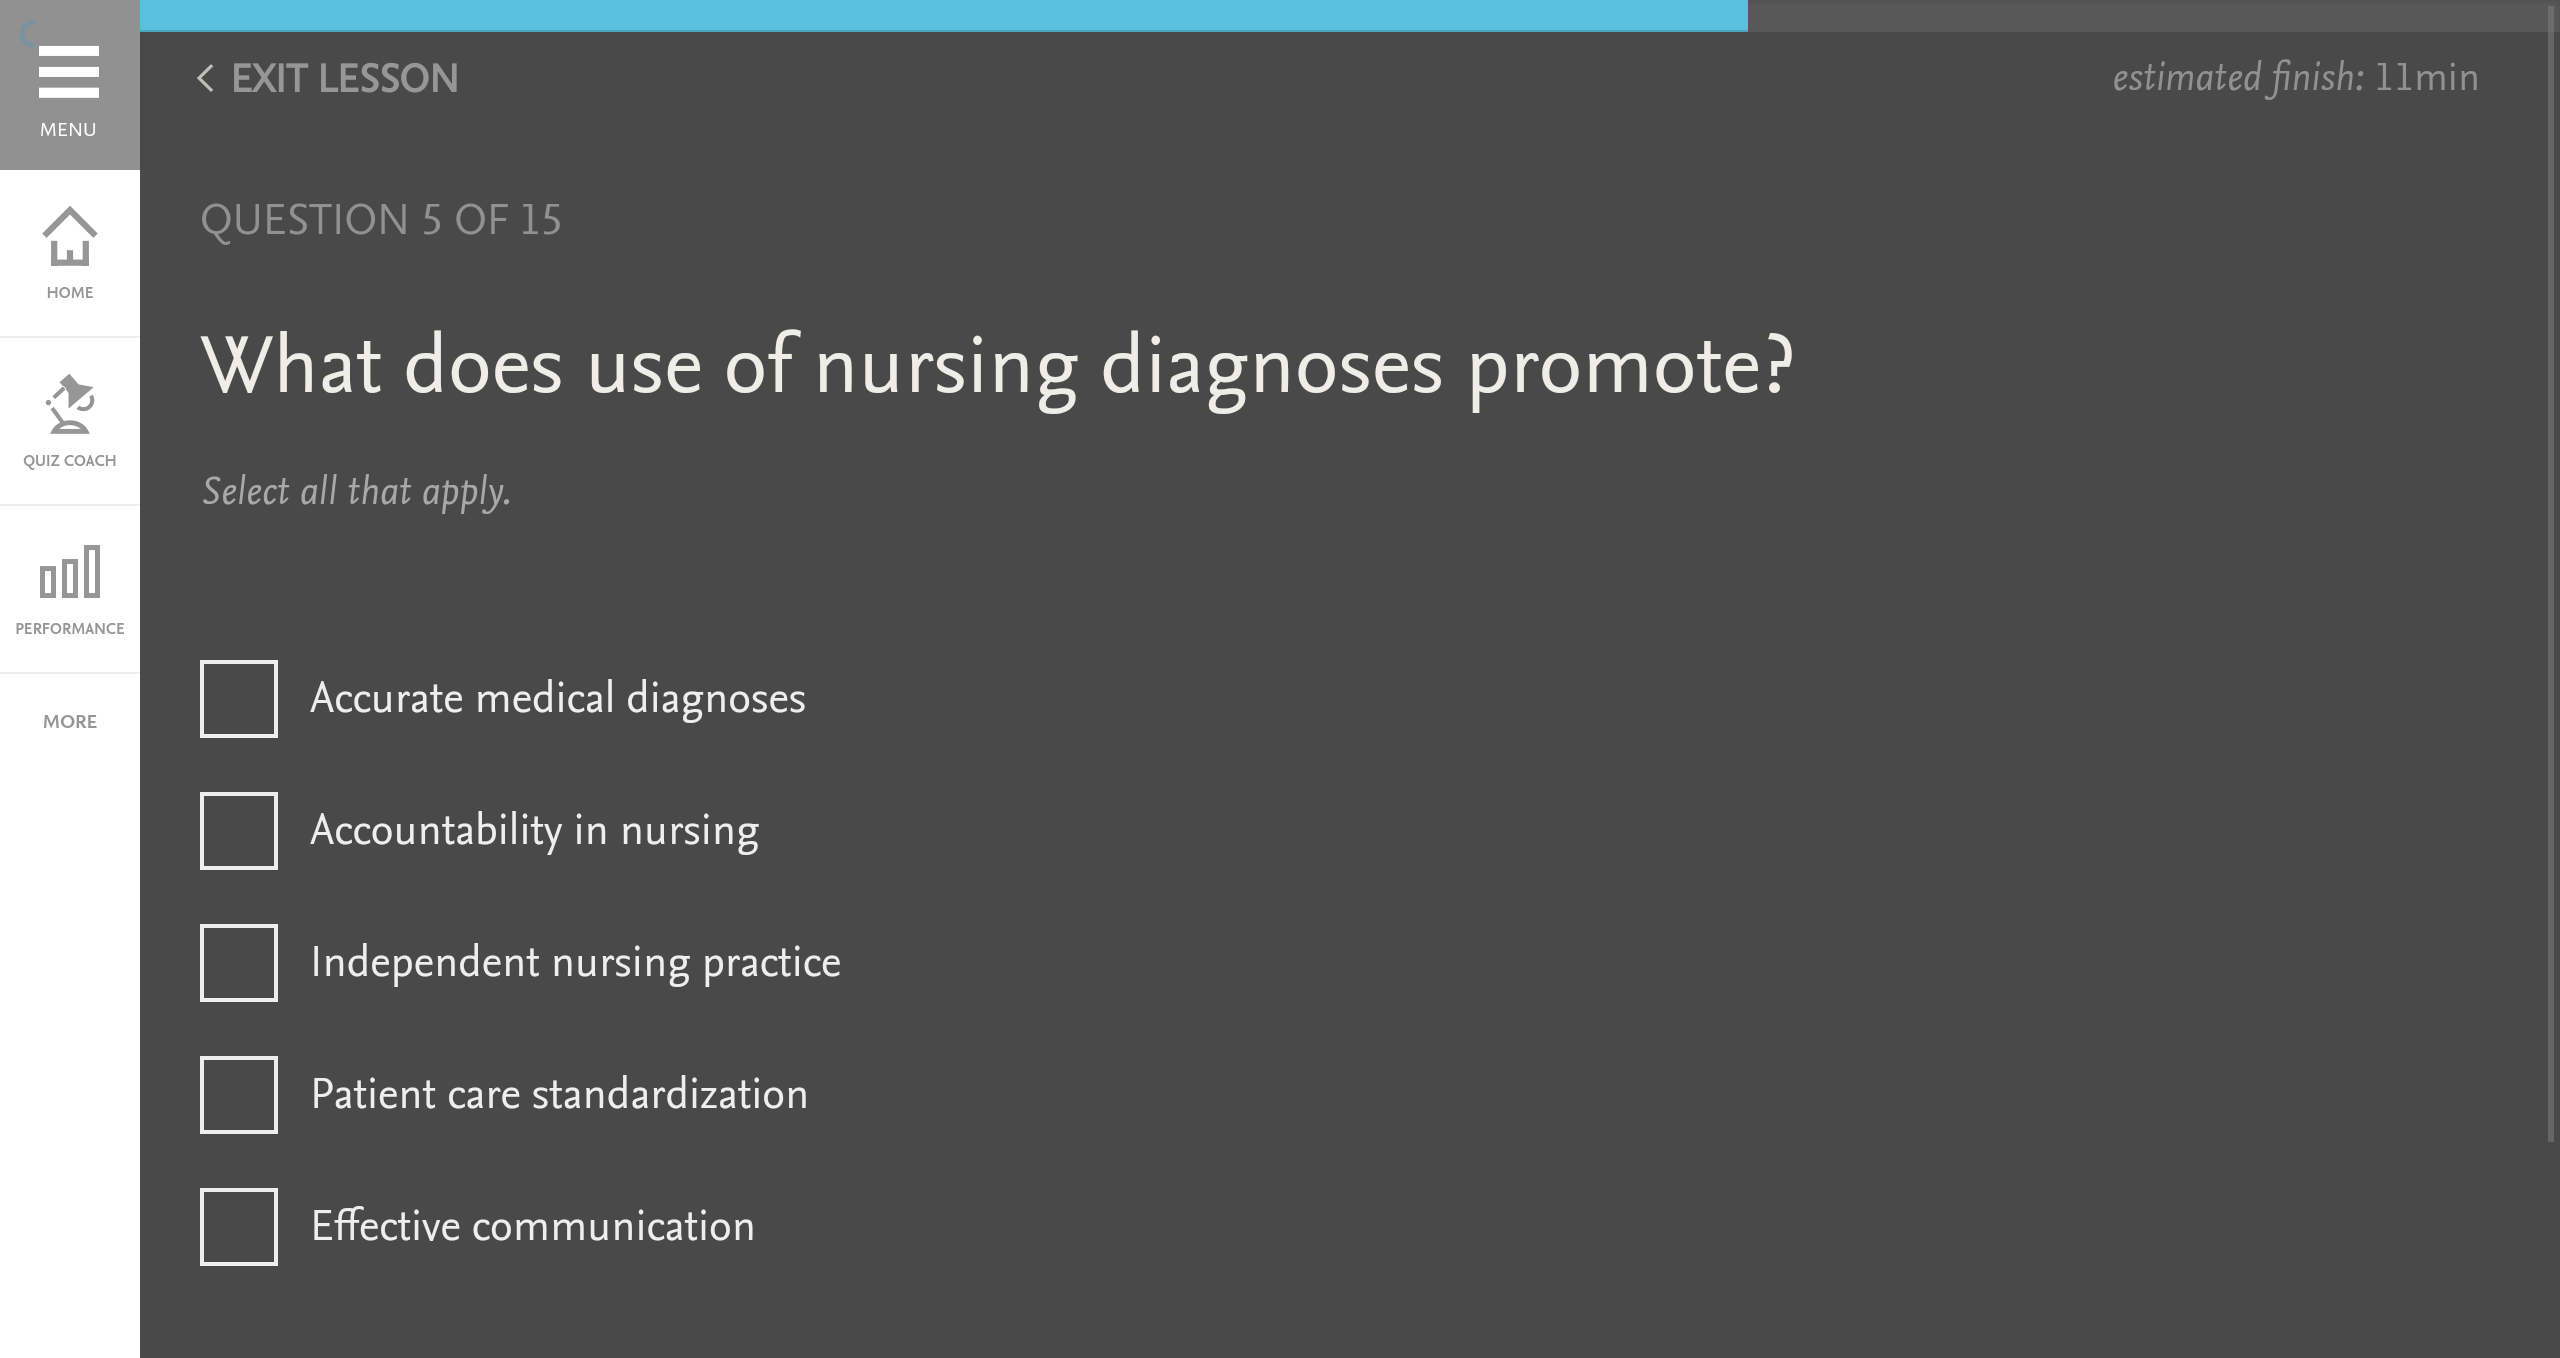 MENU
HOME
QUIZ COACH
PERFORMANCE
MORE
EXIT LESSON
estimated finish: 11min
QUESTION 5 OF 15
What does use of nursing diagnoses promote?
Select all that apply.
Accurate medical diagnoses
Accountability in nursing
Independent nursing practice
Patient care standardization
Effective communication